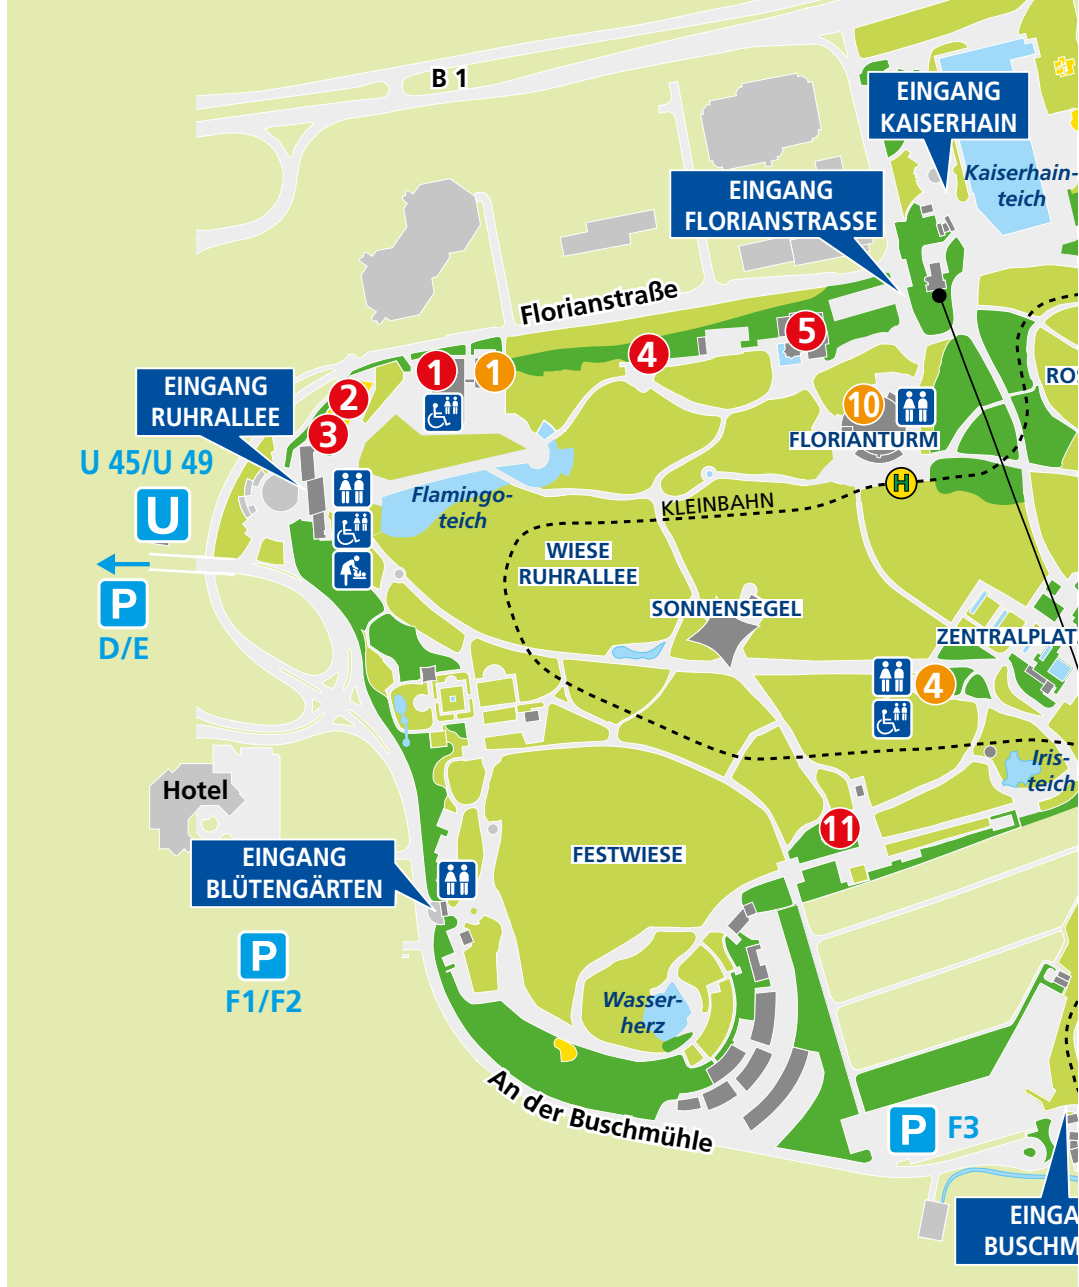 B 1
EINGANG
KAISERHAIN
Kaiserhain-
teich
EINGANG
FLORIANSTRASSE
Florianstraße
5
4
1
1
EINGANG
RUHRALLEE
2
3
10
ROS
FLORIANTURM
U 45/U 49
U
H
Flamingo-
teich
KLEINBAHN
WIESE
RUHRALLEE
P
D/E
SONNENSEGEL
ZENTRALPLATZ
4
Iris-
teich
Hotel
11
EINGANG
BLÜTENGÄRTEN
FESTWIESE
P
F1/F2
Wasser-
herz
An der Buschmühle
P F3
EINGA
BUSCHM